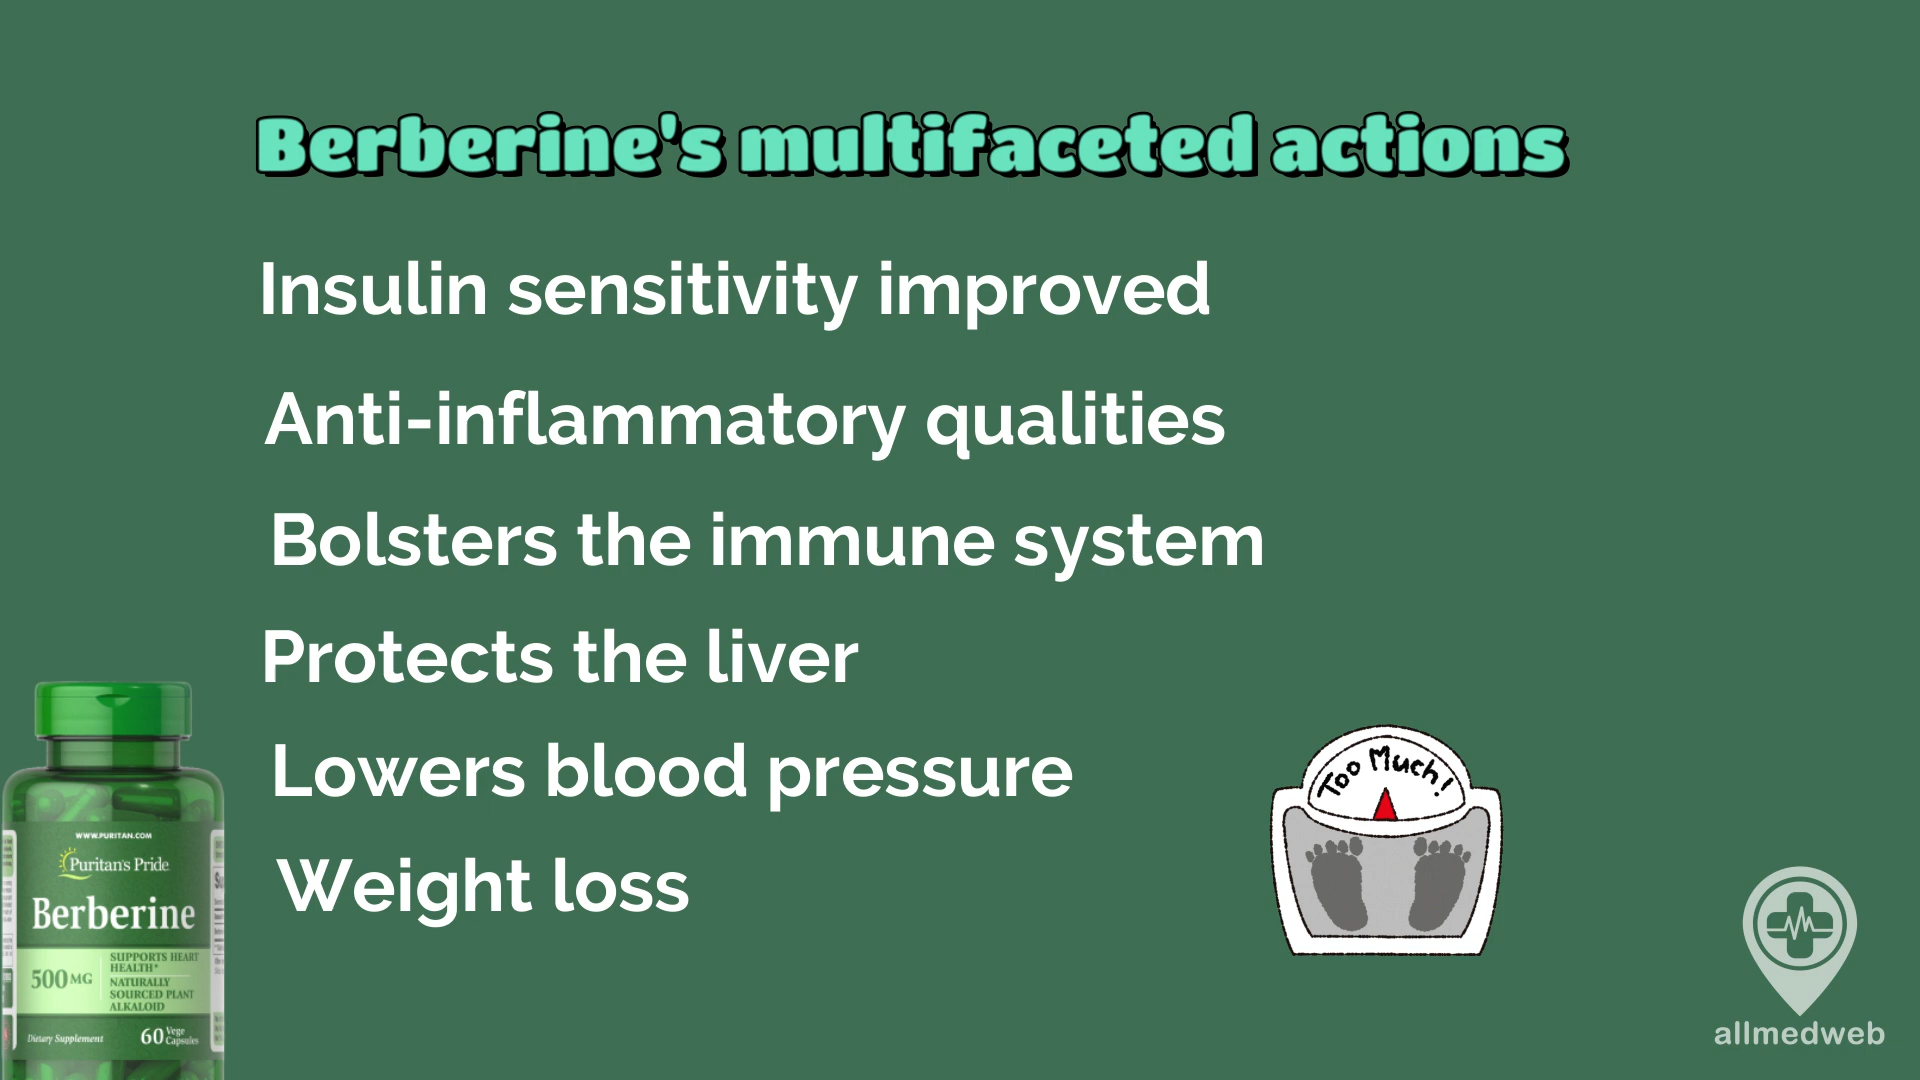 Berberine's multifaceted actions
Insulin sensitivity improved
Anti-inflammatory qualities
Bolsters the immune system
Protects the liver
Lowers blood pressure
Weight loss
Too Much!
WWW.PURITAN.COM
Puritan's Pride
Berberine
500 MG
SUPPORTS HEART
HEALTH*
NATURALLY
SOURCED PLANT
ALKALOID
Dietary Supplement
60 Vege
Capsules
allmedweb